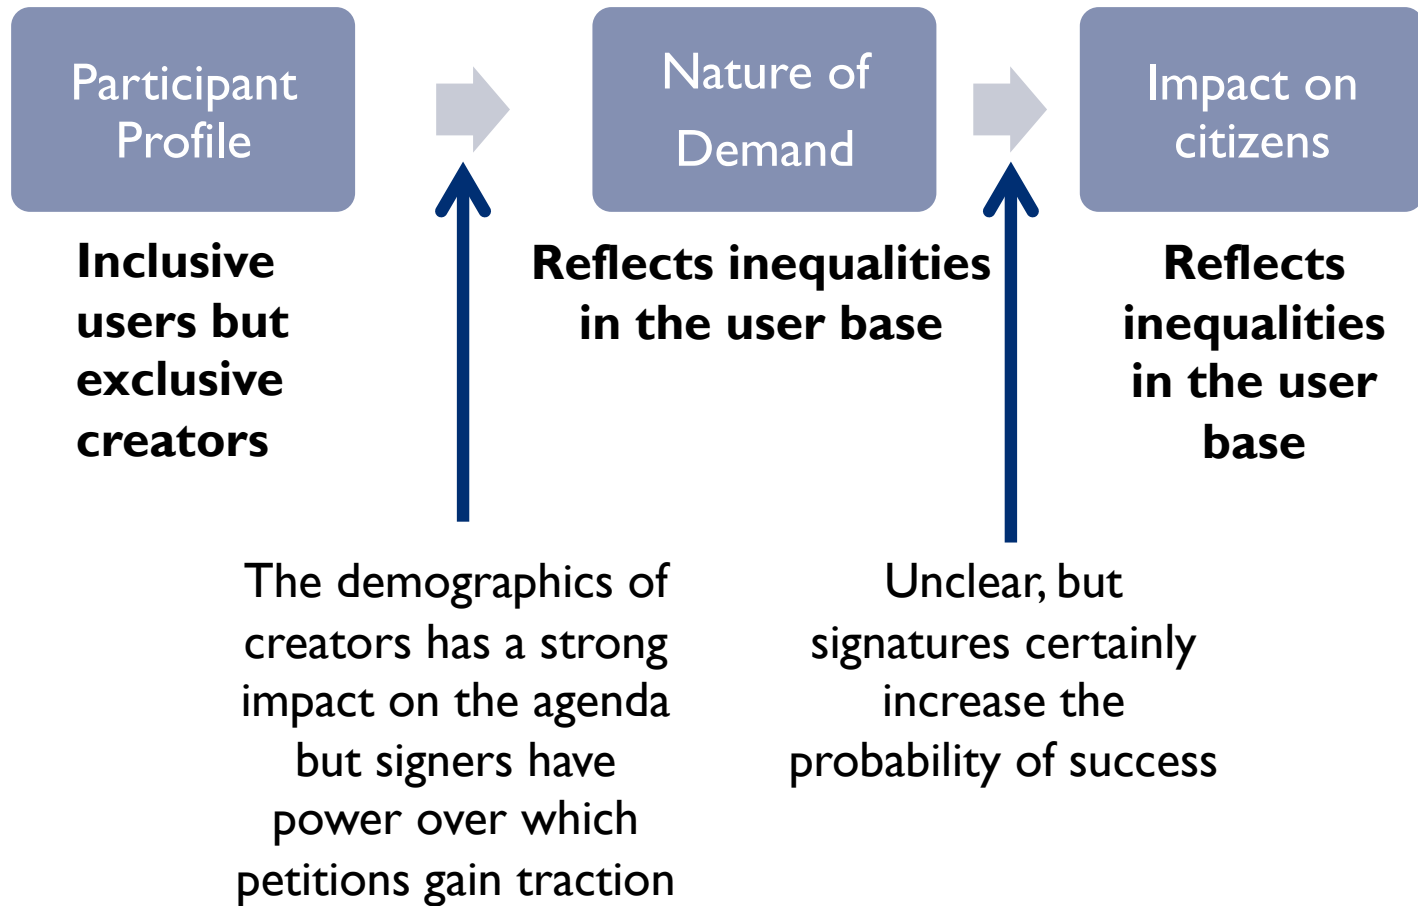 Participant
Profile
Nature of
Demand
Impact on
citizens
Inclusive
users but
exclusive
creators
Reflects inequalities
in the user base
Reflects
inequalities
in the user
base
The demographics of
creators has a strong
impact on the agenda
but signers have
power over which
petitions gain traction
Unclear, but
signatures certainly
increase the
probability of success